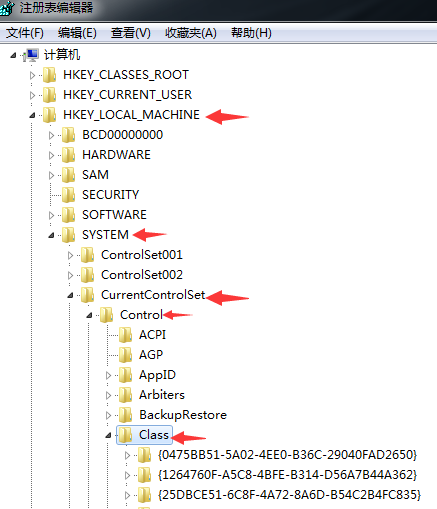 注册表编辑器
文件(F) 编辑(E) 查看(V) 收藏夹(A) 帮助(H)
计算机
HKEY_CLASSES_ROOT
HKEY_CURRENT_USER
HKEY_LOCAL_MACHINE
BCD00000000
HARDWARE
SAM
SECURITY
SOFTWARE
SYSTEM
ControlSet001
ControlSet002
CurrentControlSet
Control
ACPI
AGP
AppID
Arbiters
BackupRestore
Class
{0475BB51-5A02-4EE0-B36C-29040FAD2650}
{1264760F-A5C8-4BFE-B314-D56A7B44A362}
{25DBCE51-6C8F-4A72-8A6D-B54C2B4FC835}